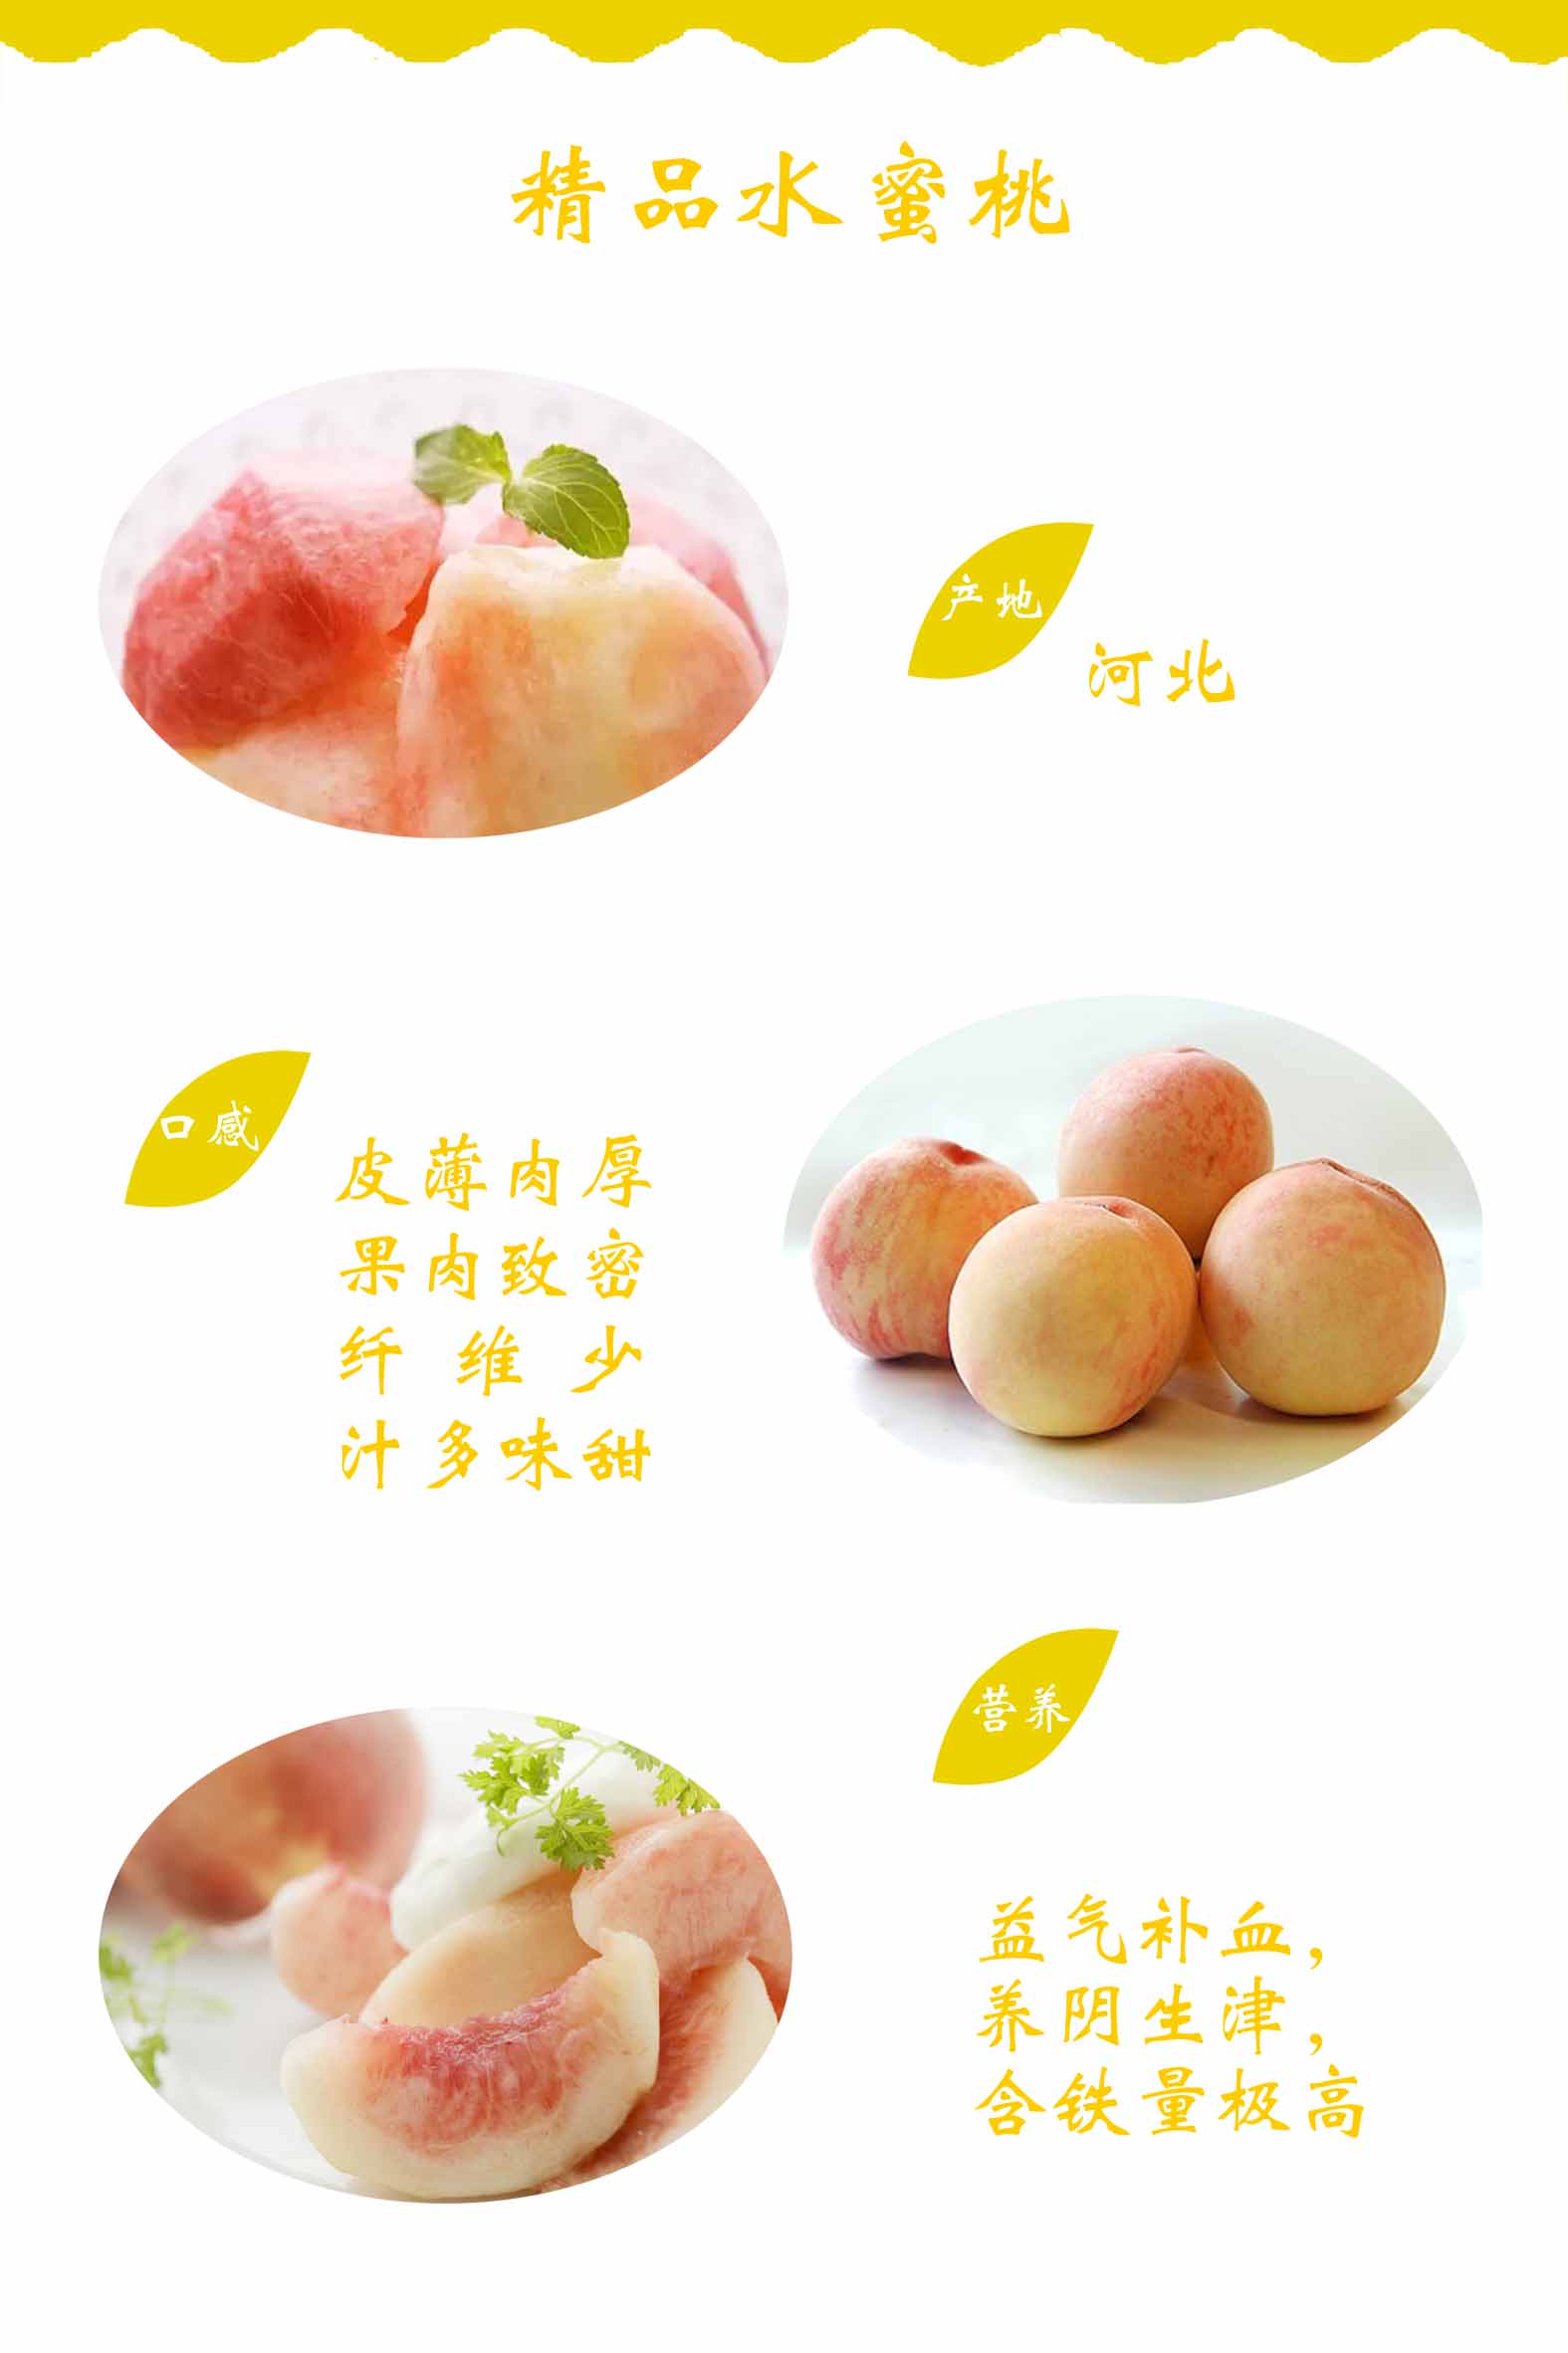 精品水蜜桃
产地
河北
口感
皮薄肉厚
果肉致密
纤维少
汁多味甜
营养
益气补血，
养阴生津，
含铁量极高